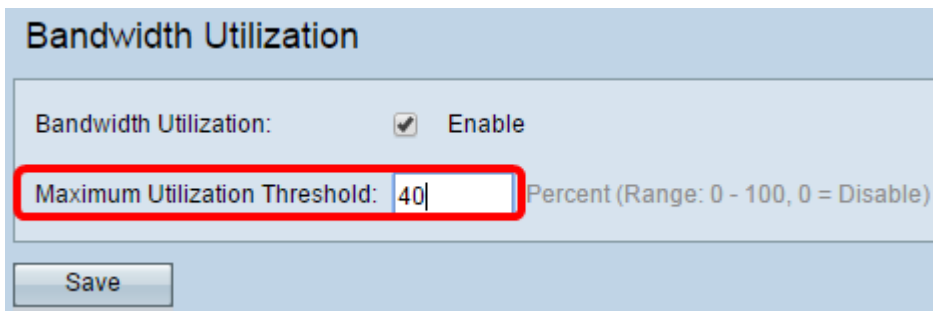 Bandwidth Utilization
Bandwidth Utilization: Enable
Maximum Utilization Threshold: 40 Percent (Range: 0 - 100, 0 = Disable)
Save